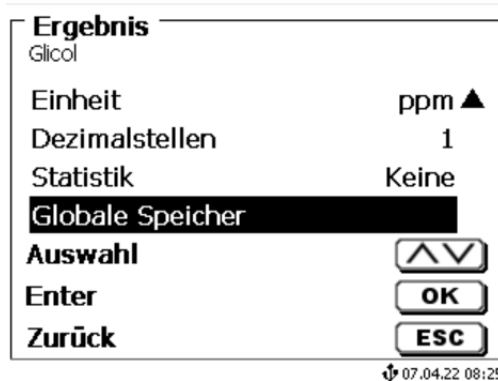 Ergebnis
Glicol
Einheit ppm
Dezimalstellen 1
Statistik Keine
Globale Speicher
Auswahl
Enter OK
Zurück ESC
07.04.22 08:25